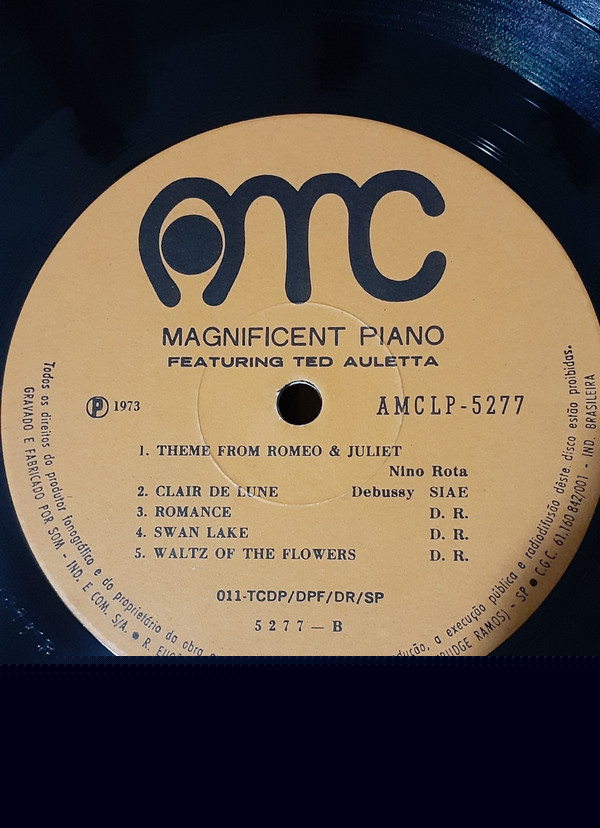 AMC
MAGNIFICENT PIANO
FEATURING TED AULETTA
Ⓟ 1973
AMCLP-5277
1. THEME FROM ROMEO & JULIET
Nino Rota
2. CLAIR DE LUNE Debussy SIAE
3. ROMANCE D. R.
4. SWAN LAKE D. R.
5. WALTZ OF THE FLOWERS D. R.
011-TCDP/DPF/DR/SP
5277 — B
Todos os direitos do produtor fonográfico e do proprietário da obra
a execução pública e radiodifusão dêste disco estão proibidas.
GRAVADO E FABRICADO POR SOM - IND. E COM. S/A. ● R.
RUDGE RAMOS) - SP ● C.G.C. 61.160 842/001 - IND. BRASILEIRA